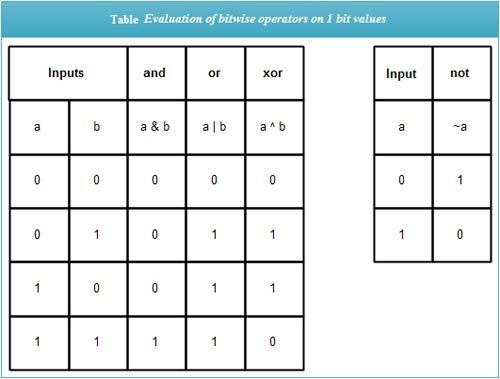 Table Evaluation of bitwise operators on 1 bit values
Inputs and or xor
a b a & b a | b a ^ b
0 0 0 0 0
0 1 0 1 1
1 0 0 1 1
1 1 1 1 0
Input not
a ~a
0 1
1 0